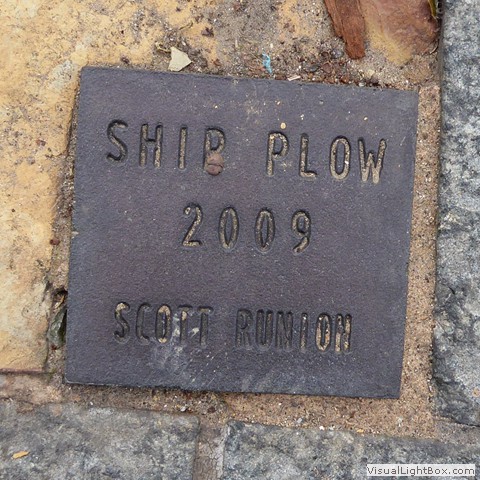 SHIP PLOW
2009
SCOTT RUNION
VisualLightBox.com